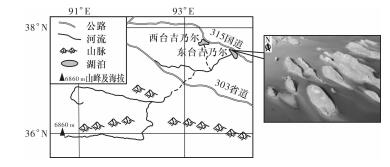 91°E
93°E
38°N
36°N
公路
河流
山脉
湖泊
6860 m山峰及海拔
西台吉乃尔
东台吉乃尔
315国道
303省道
6860 m
N